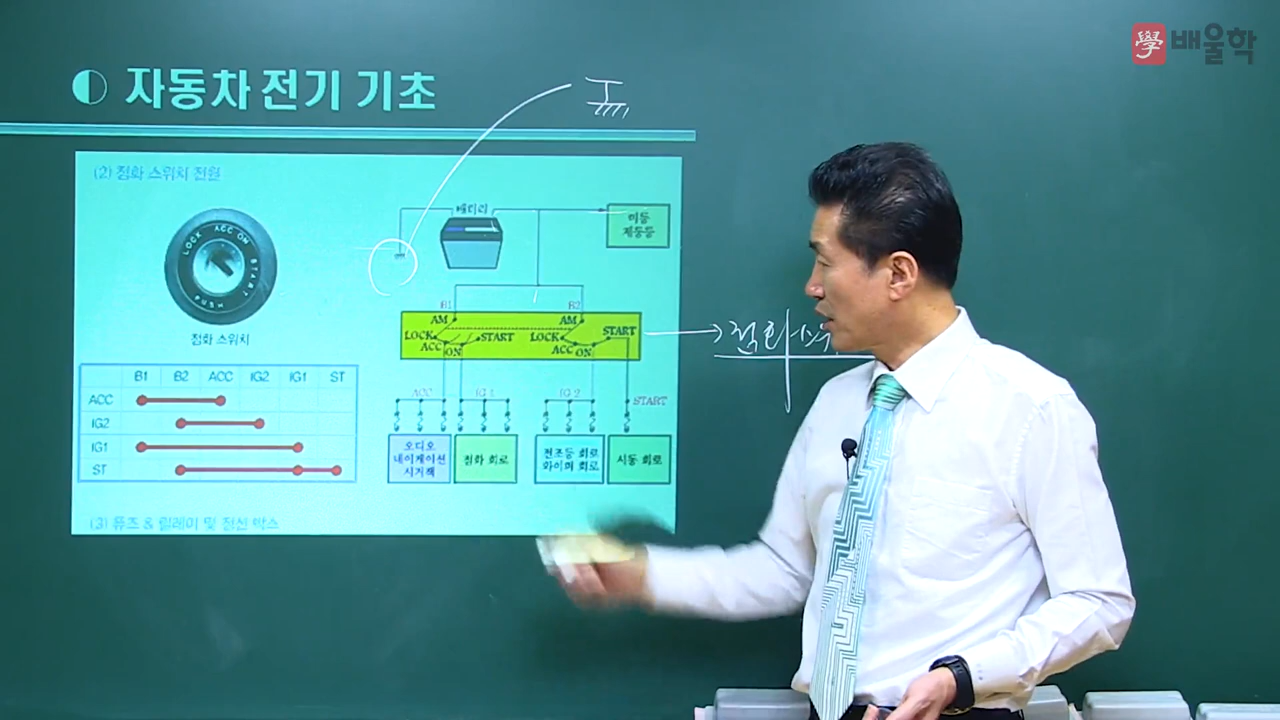 學 배울학
자동차 전기 기초
(2) 점화 스위치 전원
LOCK ACC ON START
PUSH
점화 스위치
배터리
미등
제동등
B1 B2
AM AM
LOCK START LOCK START
ACC ON ACC ON
점화스위
B1 B2 ACC IG2 IG1 ST
ACC
IG2
IG1
ST
ACC IG 1 IG 2 START
오디오
네비게이션
시거잭
점화 회로
전조등 회로
와이퍼 회로
시동 회로
(3) 퓨즈 & 릴레이 및 정션 박스